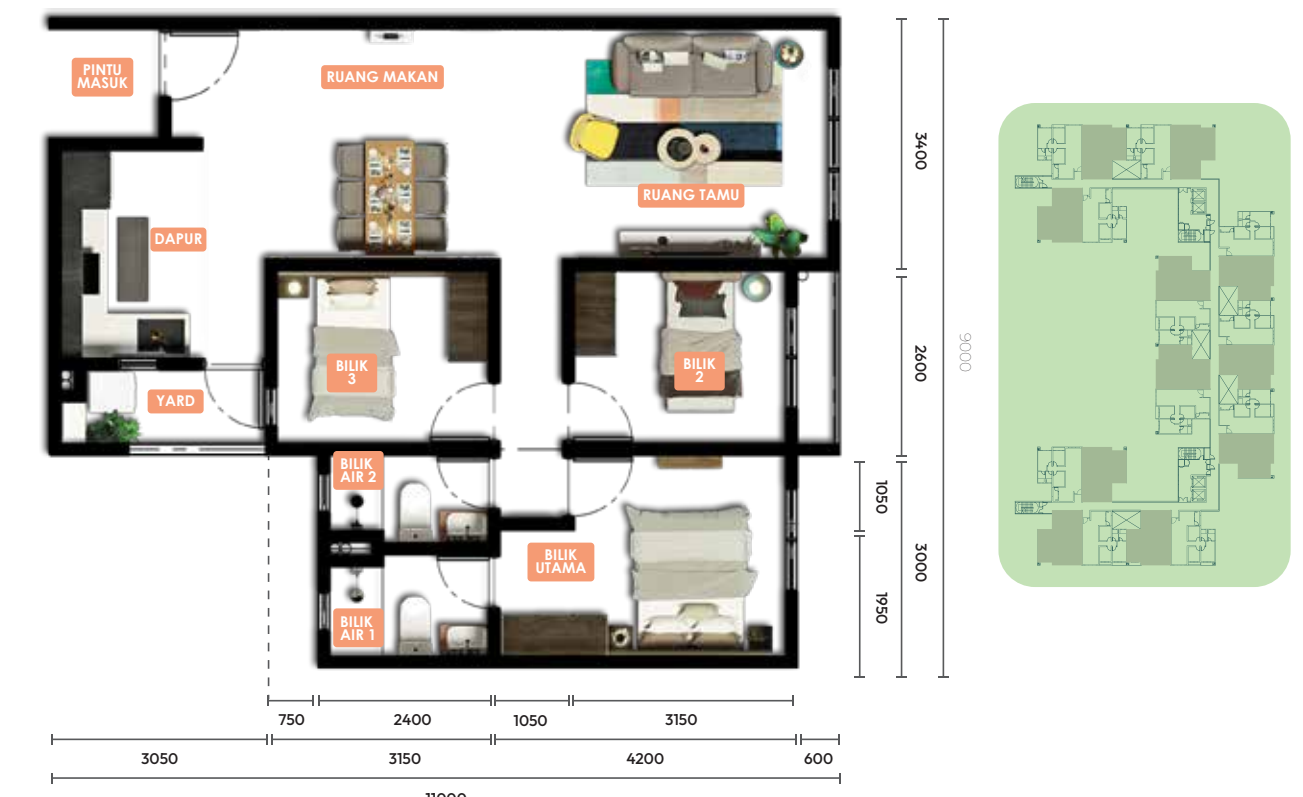 PINTU
MASUK
RUANG MAKAN
RUANG TAMU
DAPUR
BILIK
3
BILIK
2
YARD
BILIK
AIR 2
BILIK
UTAMA
BILIK
AIR 1
3400
2600
9000
1050
3000
1950
750
2400
1050
3150
3050
3150
4200
600
11000